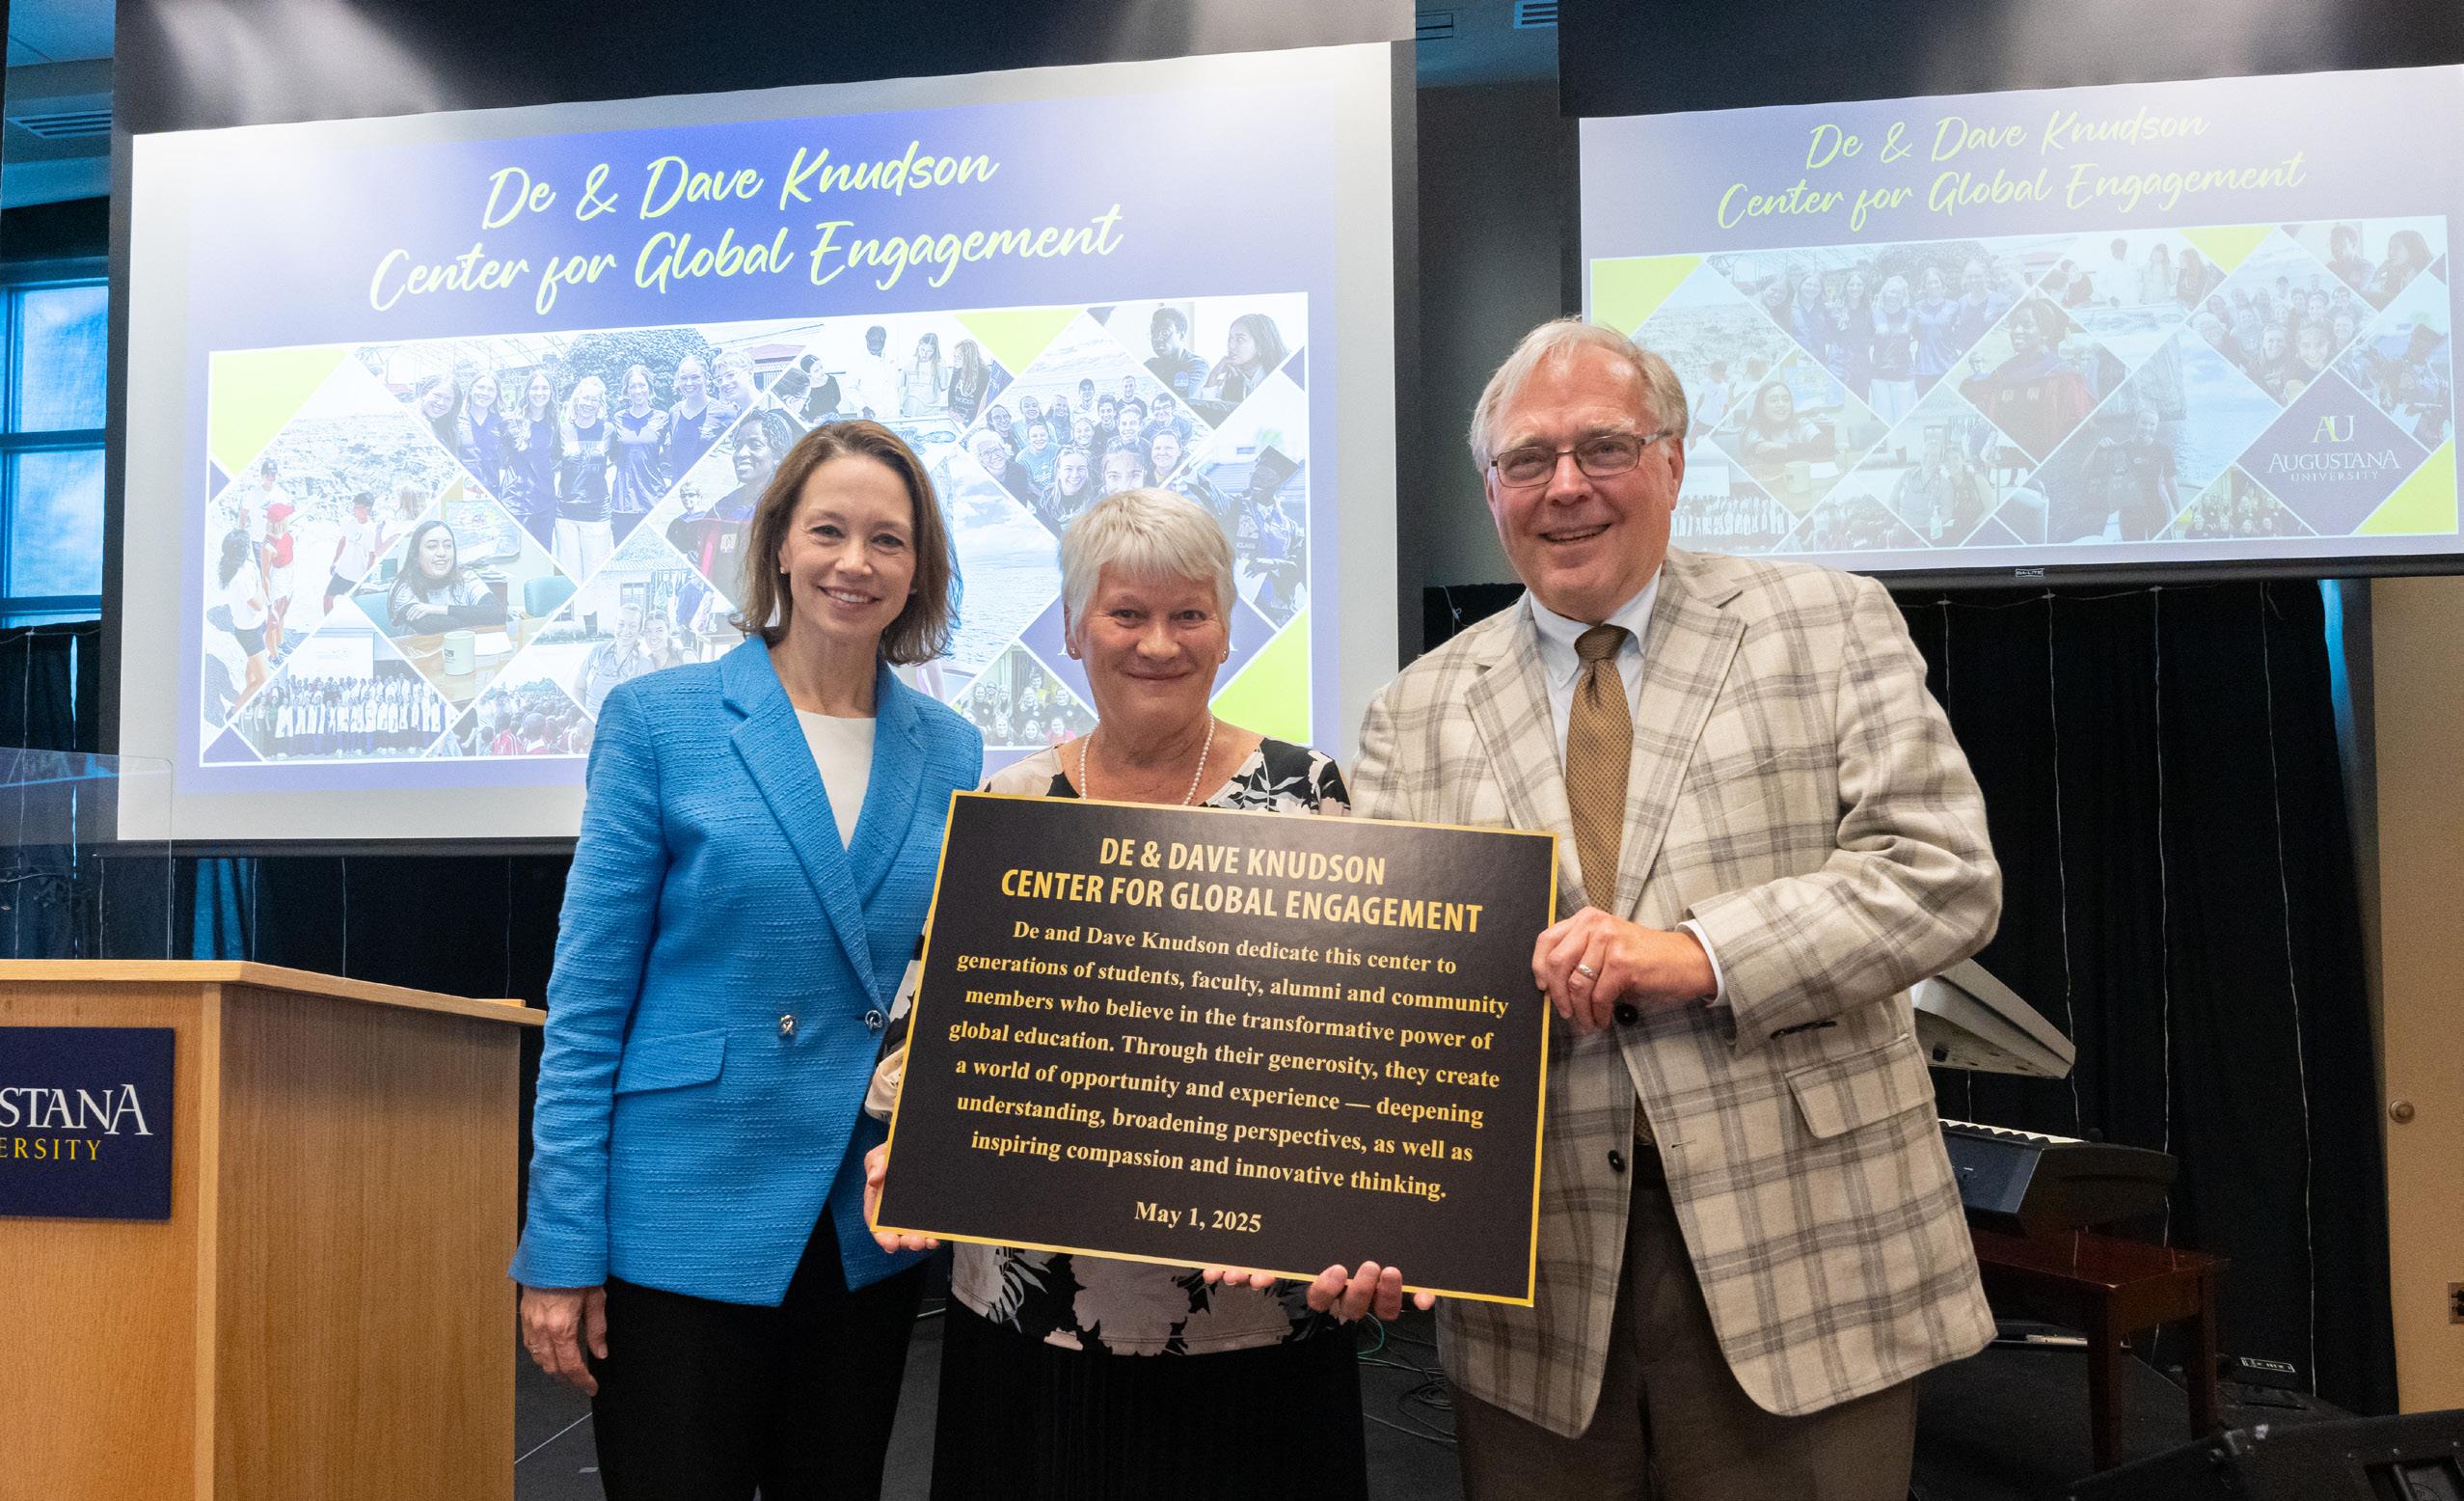 De & Dave Knudson
Center for Global Engagement
De & Dave Knudson
Center for Global Engagement
AU
AUGUSTANA
UNIVERSITY
DA-LITE
STANA
ERSITY
DE & DAVE KNUDSON
CENTER FOR GLOBAL ENGAGEMENT
De and Dave Knudson dedicate this center to
generations of students, faculty, alumni and community
members who believe in the transformative power of
global education. Through their generosity, they create
a world of opportunity and experience — deepening
understanding, broadening perspectives, as well as
inspiring compassion and innovative thinking.
May 1, 2025